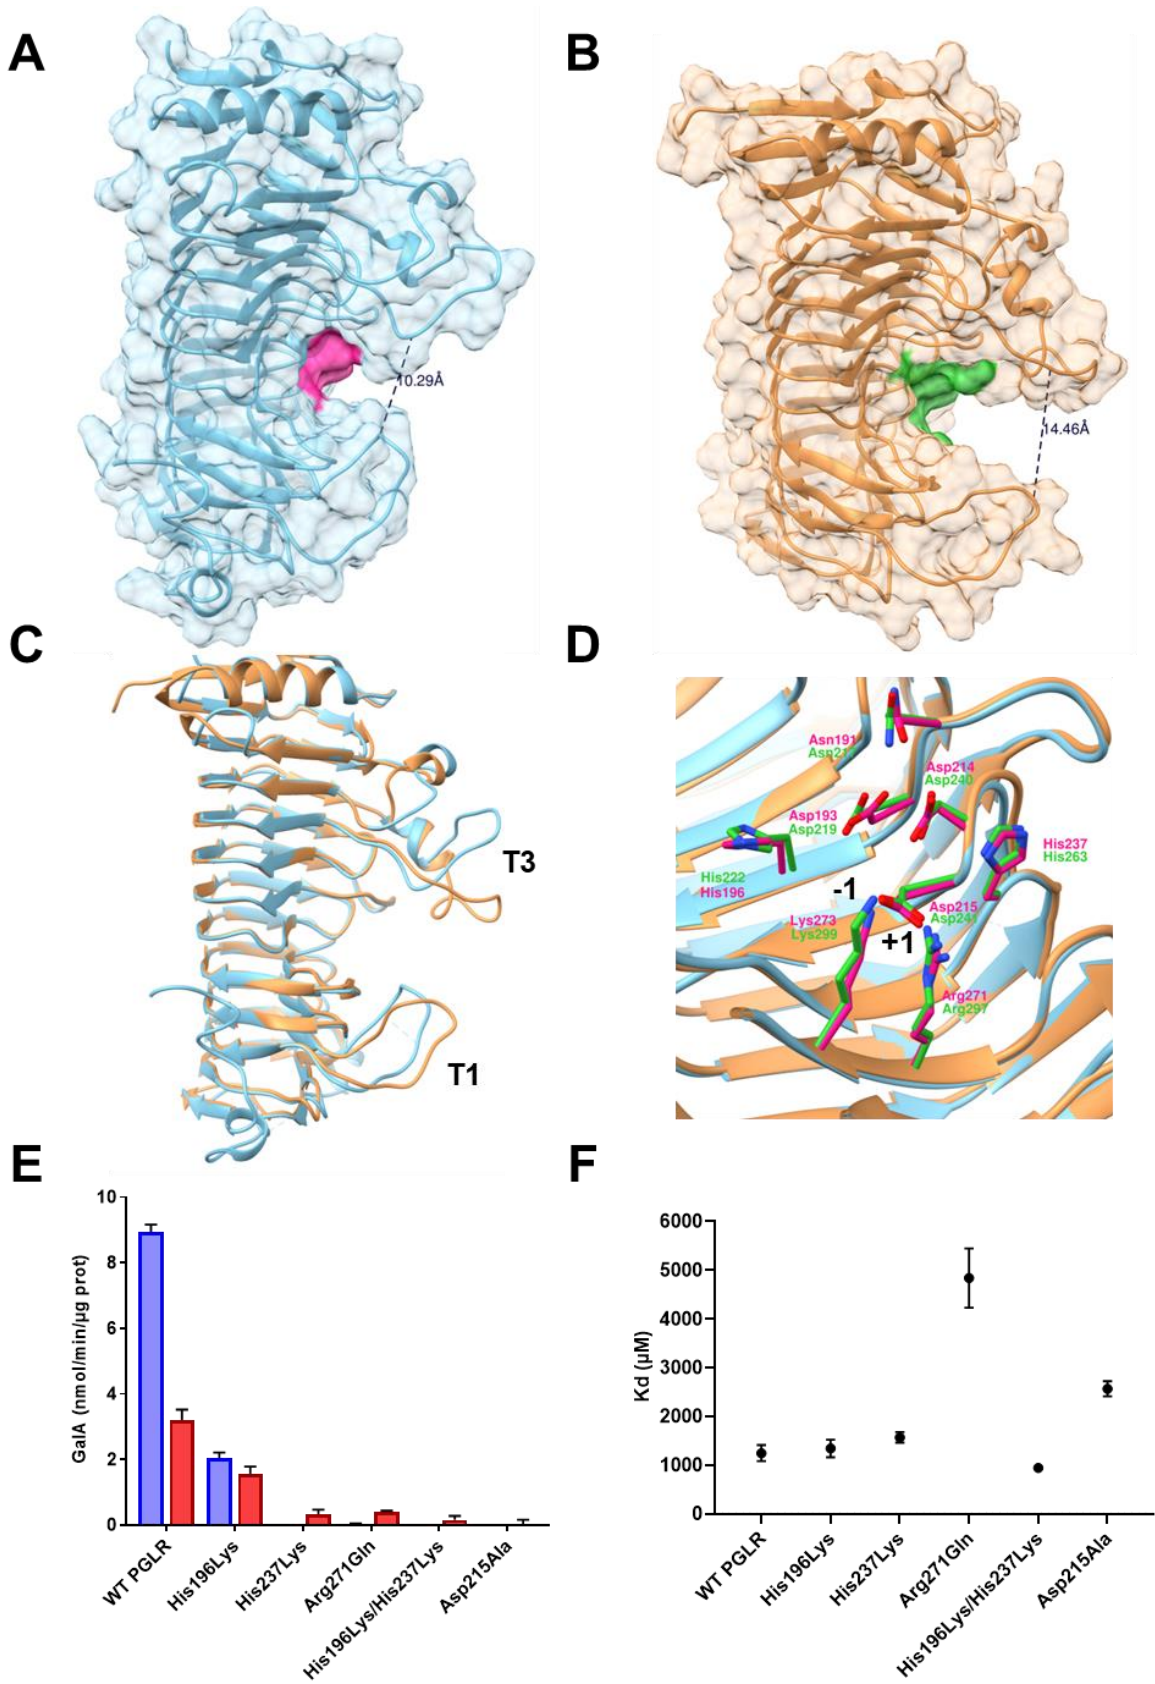 A
B
10.29Å
14.46Å
C
D
T3
T1
Asn191
Asp214
Asp240
Asp193
Asp219
His237
His263
His222
His196
-1
Lys273
Lys299
Asp215
Asp241
+1
Arg271
Arg297
E
F
GalA (nmol/min/µg prot)
10
8
6
4
2
0
WT PGLR
His196Lys
His237Lys
Arg271Gln
His196Lys/His237Lys
Asp215Ala
Kd (µM)
6000
5000
4000
3000
2000
1000
0
WT PGLR
His196Lys
His237Lys
Arg271Gln
His196Lys/His237Lys
Asp215Ala